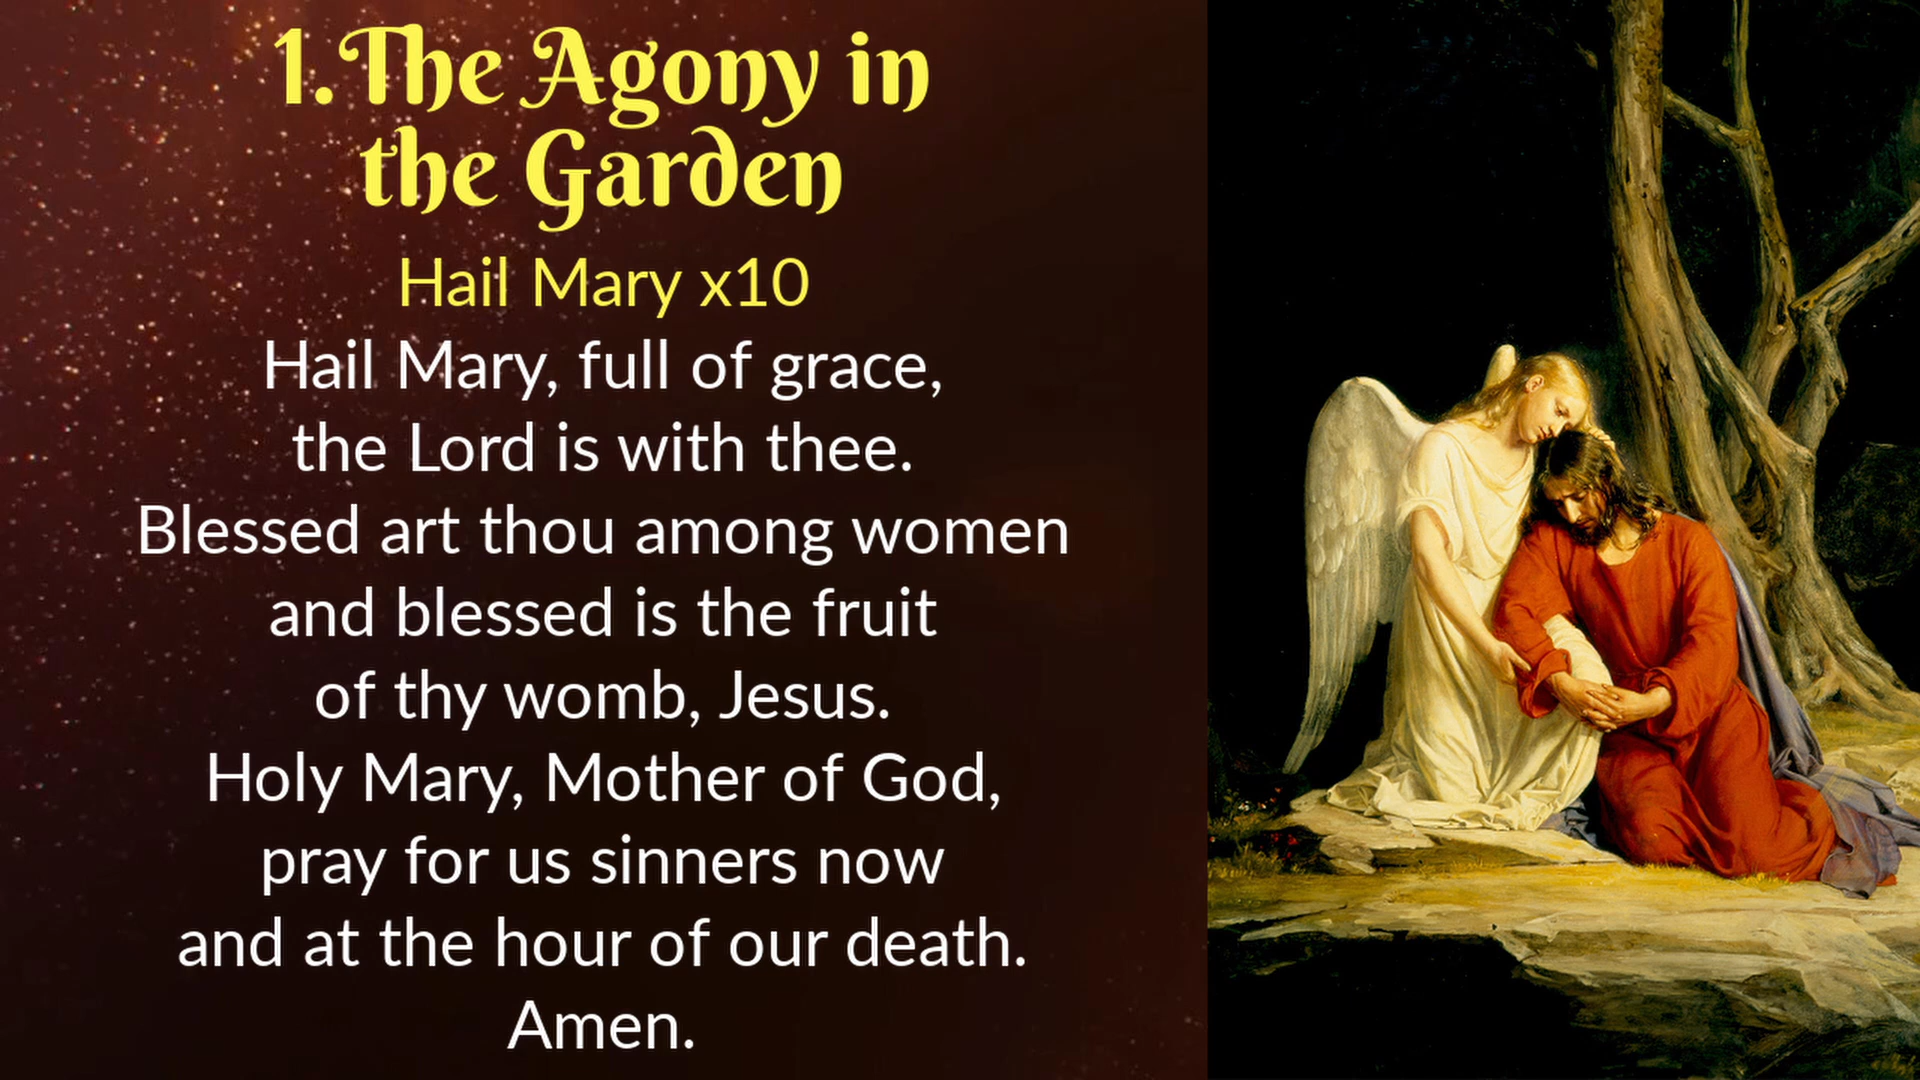 1. The Agony in
the Garden
Hail Mary x10
Hail Mary, full of grace,
the Lord is with thee.
Blessed art thou among women
and blessed is the fruit
of thy womb, Jesus.
Holy Mary, Mother of God,
pray for us sinners now
and at the hour of our death.
Amen.